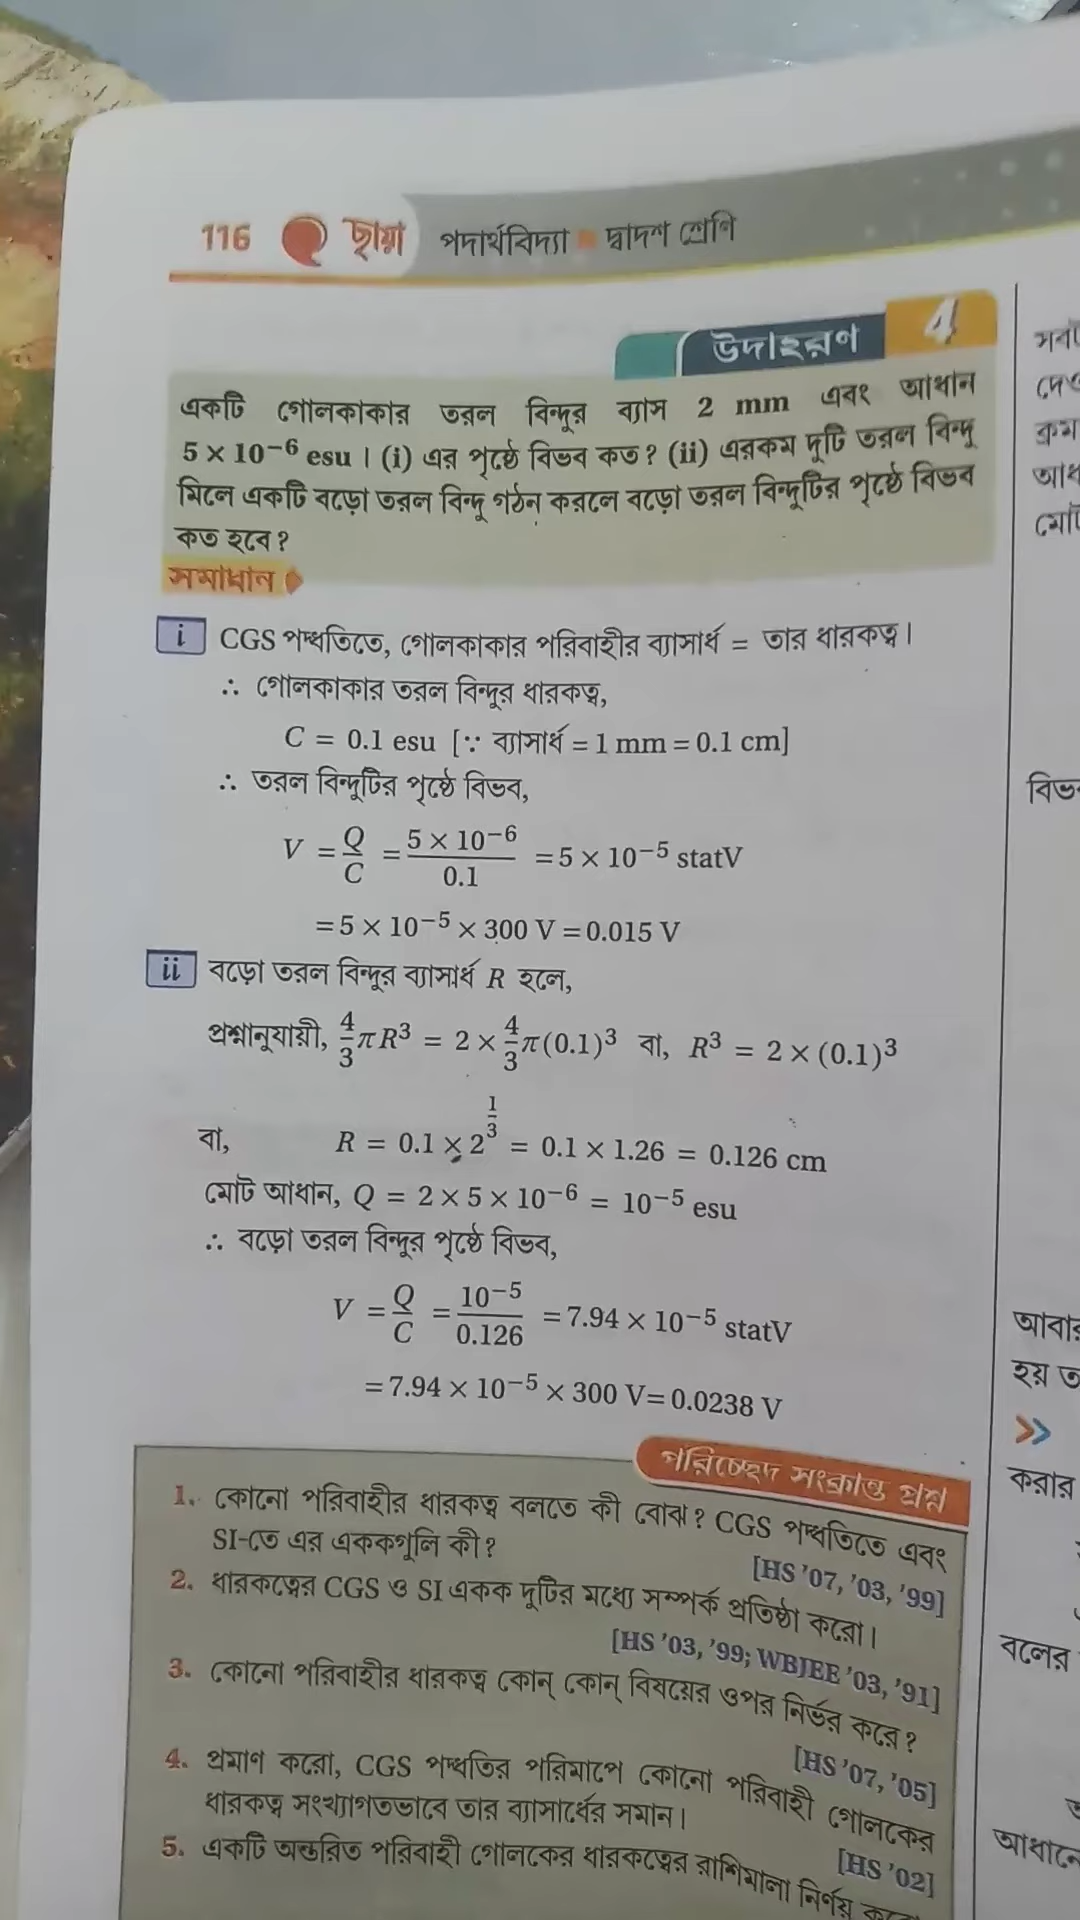 116 ছায়া পদার্থবিদ্যা দ্বাদশ শ্রেণি
উদাহরণ 4
একটি গোলকাকার তরল বিন্দুর ব্যাস 2 mm এবং আধান
5 × 10⁻⁶ esu । (i) এর পৃষ্ঠে বিভব কত? (ii) এরকম দুটি তরল বিন্দু
মিলে একটি বড়ো তরল বিন্দু গঠন করলে বড়ো তরল বিন্দুটির পৃষ্ঠে বিভব
কত হবে?
সমাধান
i CGS পদ্ধতিতে, গোলকাকার পরিবাহীর ব্যাসার্ধ = তার ধারকত্ব।
∴ গোলকাকার তরল বিন্দুর ধারকত্ব,
C = 0.1 esu [∵ ব্যাসার্ধ = 1 mm = 0.1 cm]
∴ তরল বিন্দুটির পৃষ্ঠে বিভব,
V = Q/C = 5 × 10⁻⁶/0.1 = 5 × 10⁻⁵ statV
= 5 × 10⁻⁵ × 300 V = 0.015 V
ii বড়ো তরল বিন্দুর ব্যাসার্ধ R হলে,
প্রশ্নানুযায়ী, 4/3 πR³ = 2 × 4/3 π(0.1)³ বা, R³ = 2 × (0.1)³
বা, R = 0.1 × 2^(1/3) = 0.1 × 1.26 = 0.126 cm
মোট আধান, Q = 2 × 5 × 10⁻⁶ = 10⁻⁵ esu
∴ বড়ো তরল বিন্দুর পৃষ্ঠে বিভব,
V = Q/C = 10⁻⁵/0.126 = 7.94 × 10⁻⁵ statV
= 7.94 × 10⁻⁵ × 300 V = 0.0238 V
পরিচ্ছেদ সংক্রান্ত প্রশ্ন
1. কোনো পরিবাহীর ধারকত্ব বলতে কী বোঝ? CGS পদ্ধতিতে এবং
SI-তে এর এককগুলি কী?
[HS '07, '03, '99]
2. ধারকত্বের CGS ও SI একক দুটির মধ্যে সম্পর্ক প্রতিষ্ঠা করো।
[HS '03, '99; WBJEE '03, '91]
3. কোনো পরিবাহীর ধারকত্ব কোন্ কোন্ বিষয়ের ওপর নির্ভর করে?
[HS '07, '05]
4. প্রমাণ করো, CGS পদ্ধতির পরিমাপে কোনো পরিবাহী গোলকের
ধারকত্ব সংখ্যাগতভাবে তার ব্যাসার্ধের সমান।
[HS '02]
5. একটি অন্তরিত পরিবাহী গোলকের ধারকত্বের রাশিমালা নির্ণয়
আবার
হয়
করার
বলের